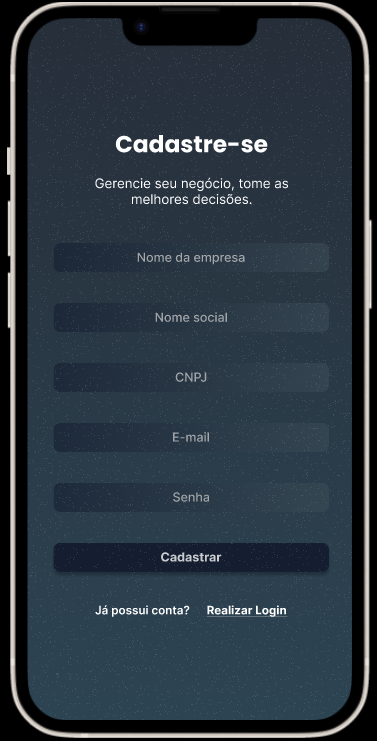 Cadastre-se
Gerencie seu negócio, tome as
melhores decisões.
Nome da empresa
Nome social
CNPJ
E-mail
Senha
Cadastrar
Já possui conta? Realizar Login